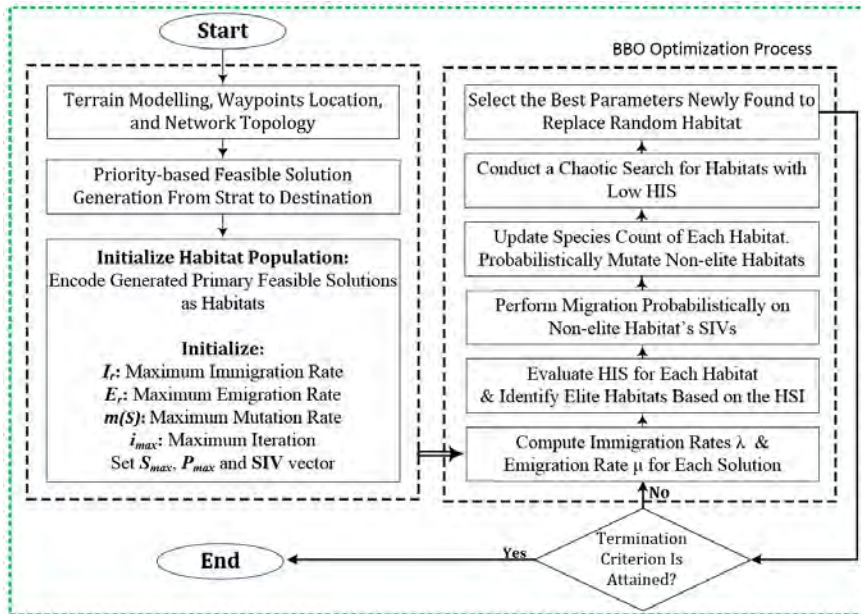 Start
Terrain Modelling, Waypoints Location,
and Network Topology
Priority-based Feasible Solution
Generation From Strat to Destination
Initialize Habitat Population:
Encode Generated Primary Feasible Solutions
as Habitats
Initialize:
Ir: Maximum Immigration Rate
Er: Maximum Emigration Rate
m(S): Maximum Mutation Rate
imax: Maximum Iteration
Set Smax, Pmax and SIV vector
BBO Optimization Process
Select the Best Parameters Newly Found to
Replace Random Habitat
Conduct a Chaotic Search for Habitats with
Low HIS
Update Species Count of Each Habitat.
Probabilistically Mutate Non-elite Habitats
Perform Migration Probabilistically on
Non-elite Habitat's SIVs
Evaluate HIS for Each Habitat
& Identify Elite Habitats Based on the HSI
Compute Immigration Rates λ &
Emigration Rate μ for Each Solution
No
Termination
Criterion Is
Attained?
Yes
End